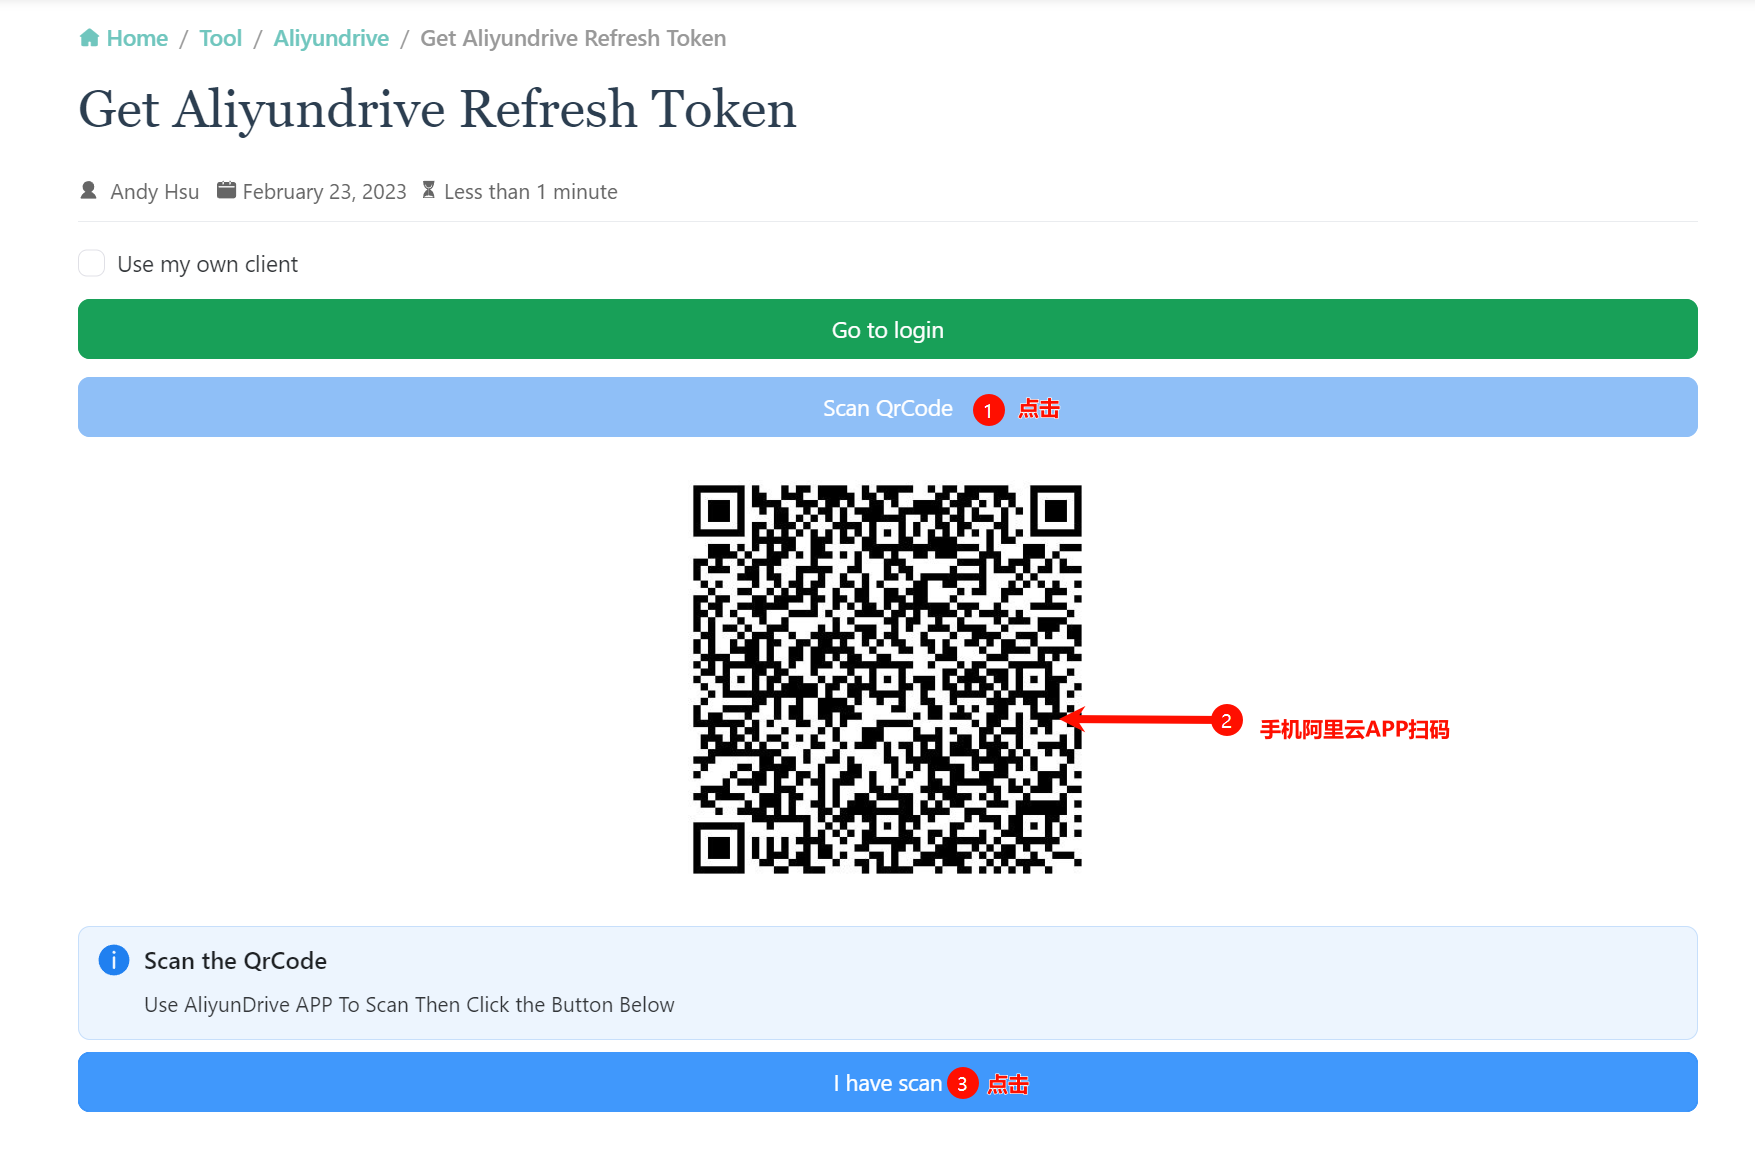 Home / Tool / Aliyundrive / Get Aliyundrive Refresh Token
Get Aliyundrive Refresh Token
Andy Hsu February 23, 2023 Less than 1 minute
Use my own client
Go to login
Scan QrCode 1 点击
2 手机阿里云APP扫码
Scan the QrCode
Use AliyunDrive APP To Scan Then Click the Button Below
I have scan 3 点击